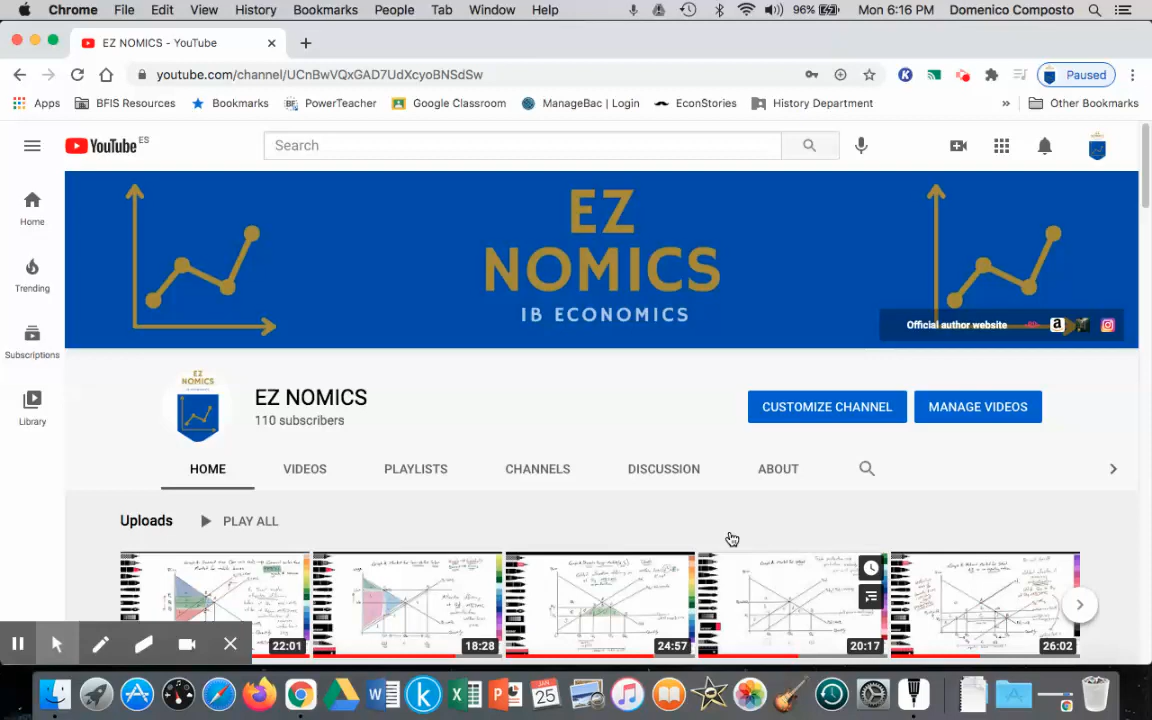 Chrome File Edit View History Bookmarks People Tab Window Help 96% Mon 6:16 PM Domenico Composto
EZ NOMICS - YouTube
youtube.com/channel/UCnBwVQxGAD7UdXcyoBNSdSw Paused
Apps BFIS Resources Bookmarks PowerTeacher Google Classroom ManageBac | Login EconStories History Department » Other Bookmarks
YouTube ES Search
Home
Trending
Subscriptions
Library
EZ
NOMICS
IB ECONOMICS
Official author website
EZ
NOMICS
EZ NOMICS
110 subscribers
CUSTOMIZE CHANNEL MANAGE VIDEOS
HOME VIDEOS PLAYLISTS CHANNELS DISCUSSION ABOUT
Uploads PLAY ALL
22:01 18:28 24:57 20:17 26:02
JAN
25